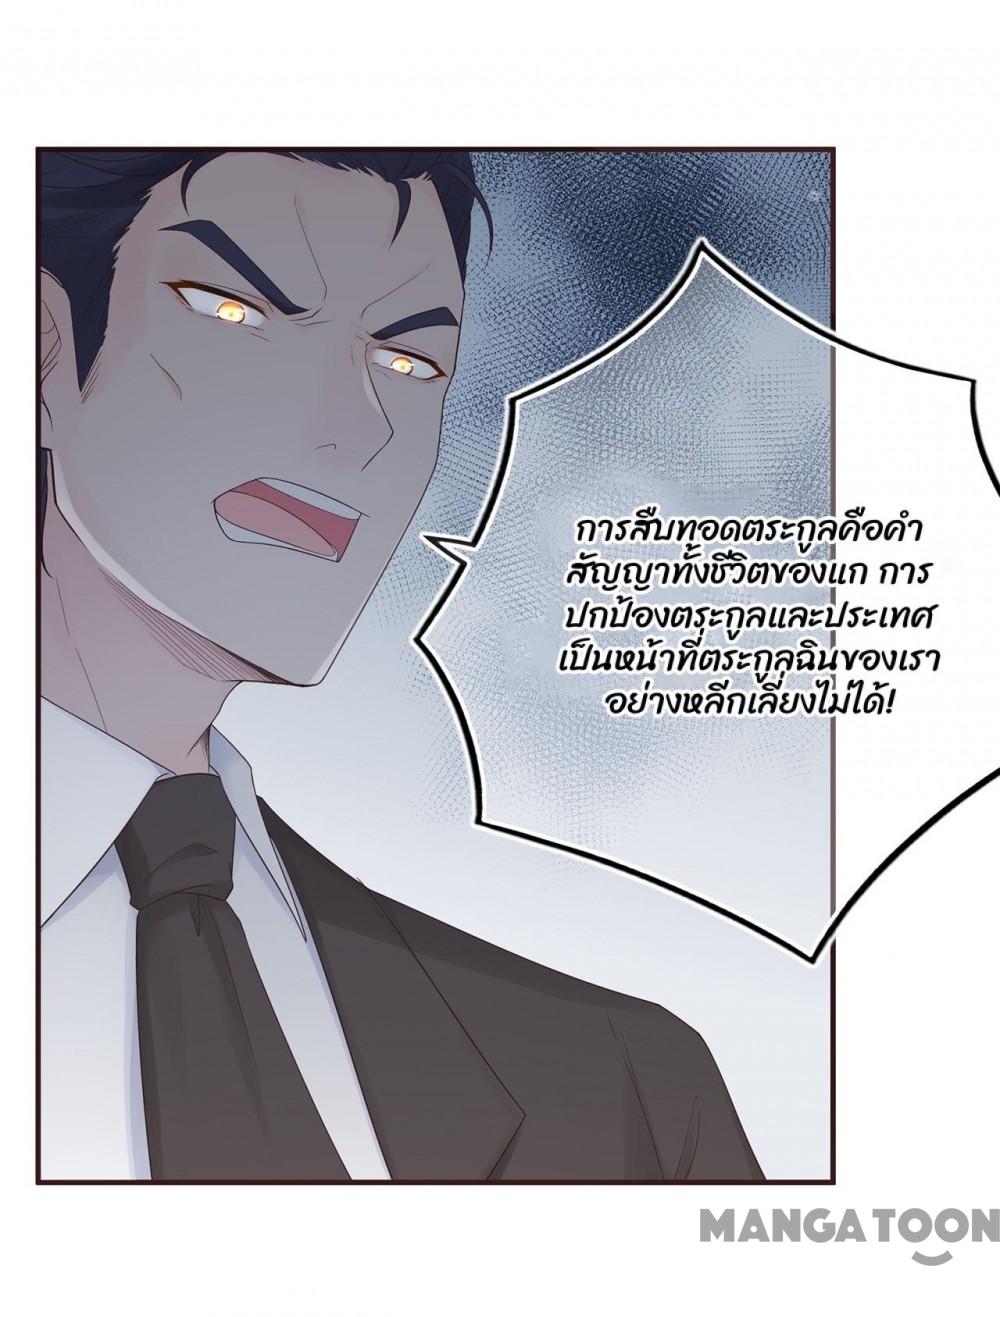 การสืบทอดตระกูลคือคำ
สัญญาทั้งชีวิตของแก การ
ปกป้องตระกูลและประเทศ
เป็นหน้าที่ตระกูลฉินของเรา
อย่างหลีกเลี่ยงไม่ได้!
MANGATOON